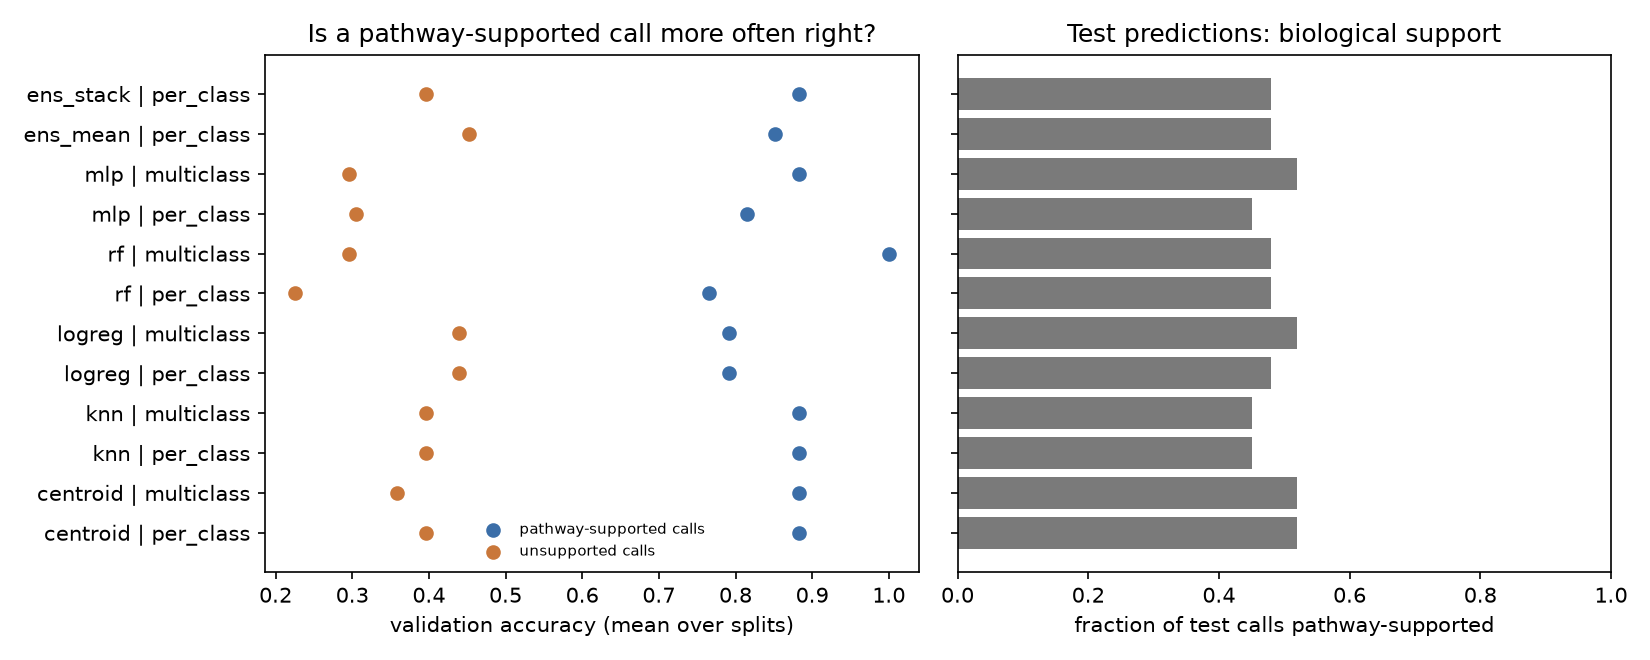 Is a pathway-supported call more often right?
ens_stack | per_class
ens_mean | per_class
mlp | multiclass
mlp | per_class
rf | multiclass
rf | per_class
logreg | multiclass
logreg | per_class
knn | multiclass
knn | per_class
centroid | multiclass
centroid | per_class
pathway-supported calls
unsupported calls
0.2 0.3 0.4 0.5 0.6 0.7 0.8 0.9 1.0
validation accuracy (mean over splits)
Test predictions: biological support
0.0 0.2 0.4 0.6 0.8 1.0
fraction of test calls pathway-supported